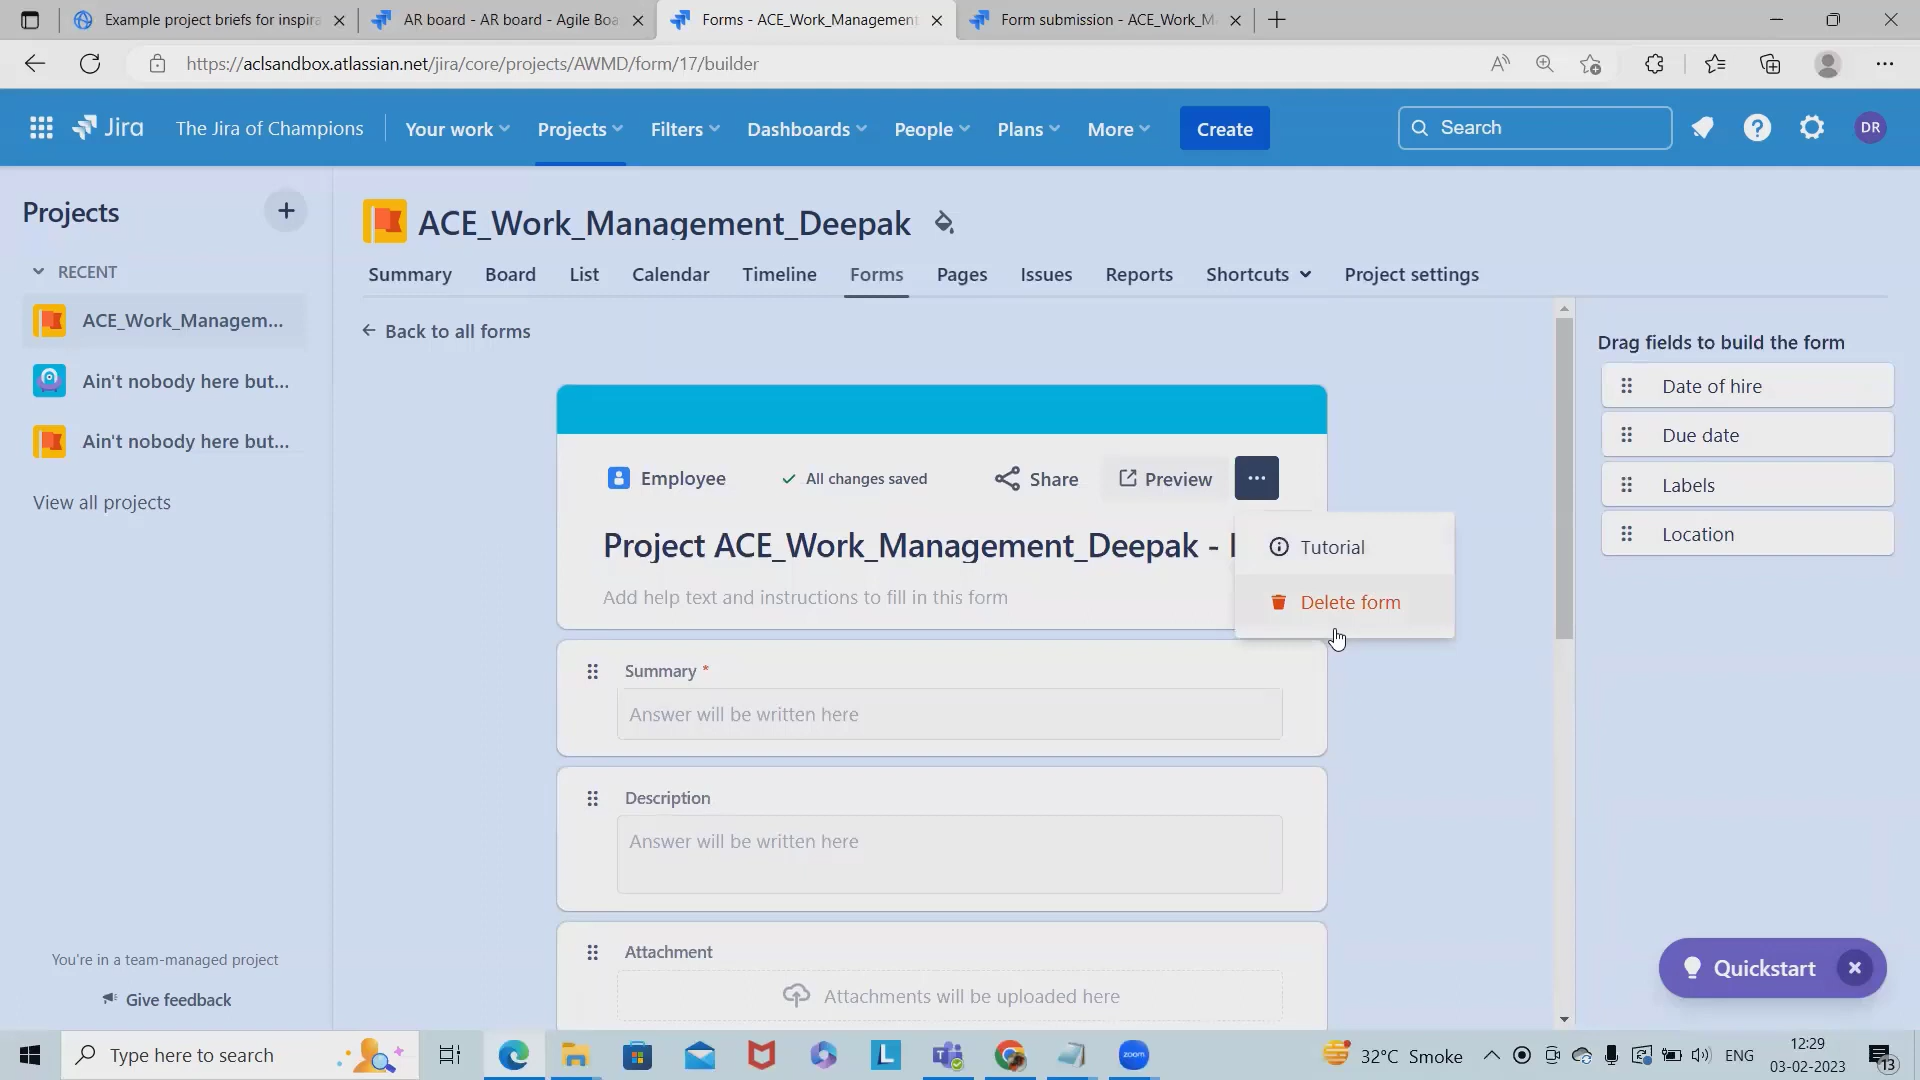 Example project briefs for inspira
AR board - AR board - Agile Boa
Forms - ACE_Work_Management
Form submission - ACE_Work_M
https://aclsandbox.atlassian.net/jira/core/projects/AWMD/form/17/builder
Jira
The Jira of Champions
Your work
Projects
Filters
Dashboards
People
Plans
More
Create
Search
DR
Projects
RECENT
ACE_Work_Managem...
Ain't nobody here but...
Ain't nobody here but...
View all projects
You're in a team-managed project
Give feedback
ACE_Work_Management_Deepak
Summary
Board
List
Calendar
Timeline
Forms
Pages
Issues
Reports
Shortcuts
Project settings
Back to all forms
Employee
All changes saved
Share
Preview
Project ACE_Work_Management_Deepak -
Add help text and instructions to fill in this form
Tutorial
Delete form
Summary *
Answer will be written here
Description
Answer will be written here
Attachment
Attachments will be uploaded here
Drag fields to build the form
Date of hire
Due date
Labels
Location
Quickstart
Type here to search
L
zoom
32°C Smoke
ENG
12:29
03-02-2023
13